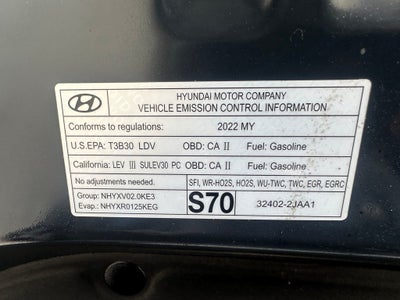 HYUNDAI MOTOR COMPANY
VEHICLE EMISSION CONTROL INFORMATION
Conforms to regulations: 2022 MY
U.S.EPA: T3B30 LDV OBD: CA II Fuel: Gasoline
California: LEV III SULEV30 PC OBD: CA II Fuel: Gasoline
No adjustments needed SFI, WR-HO2S, HO2S, WU-TWC, TWC, EGR, EGRC
Group: NHYXV02.0KE3
Evap.: NHYXR0125KEG
S70 32402-2JAA1